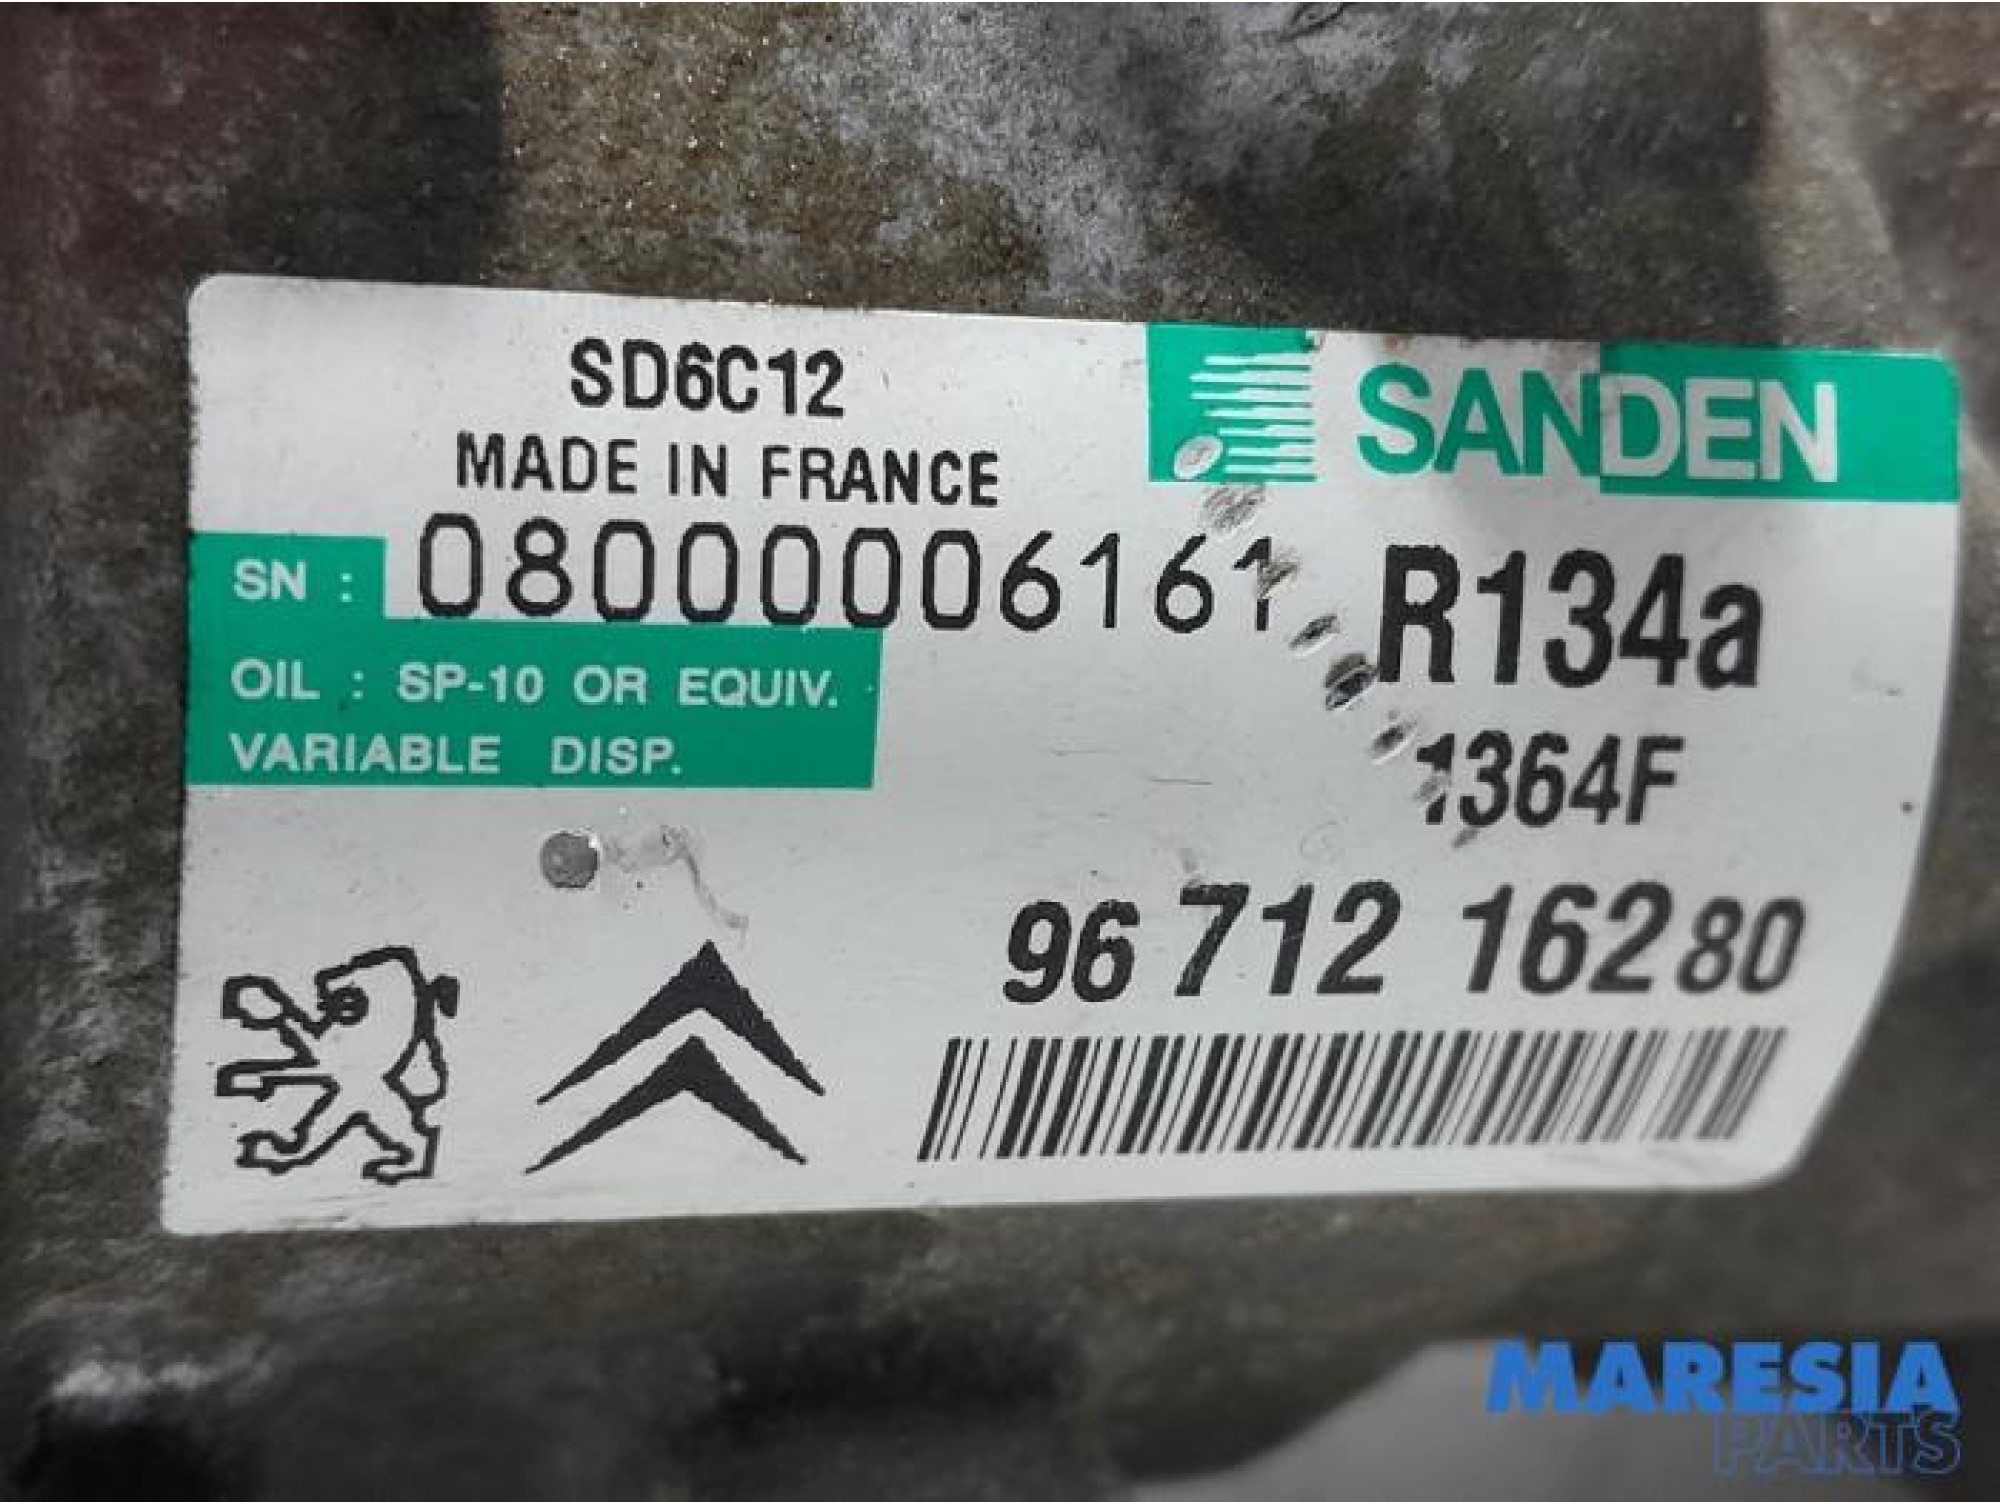 SD6C12
MADE IN FRANCE
SANDEN
SN : 08000006161
R134a
OIL : SP-10 OR EQUIV.
VARIABLE DISP.
1364F
96 712 162 80
MARESIA
PARTS